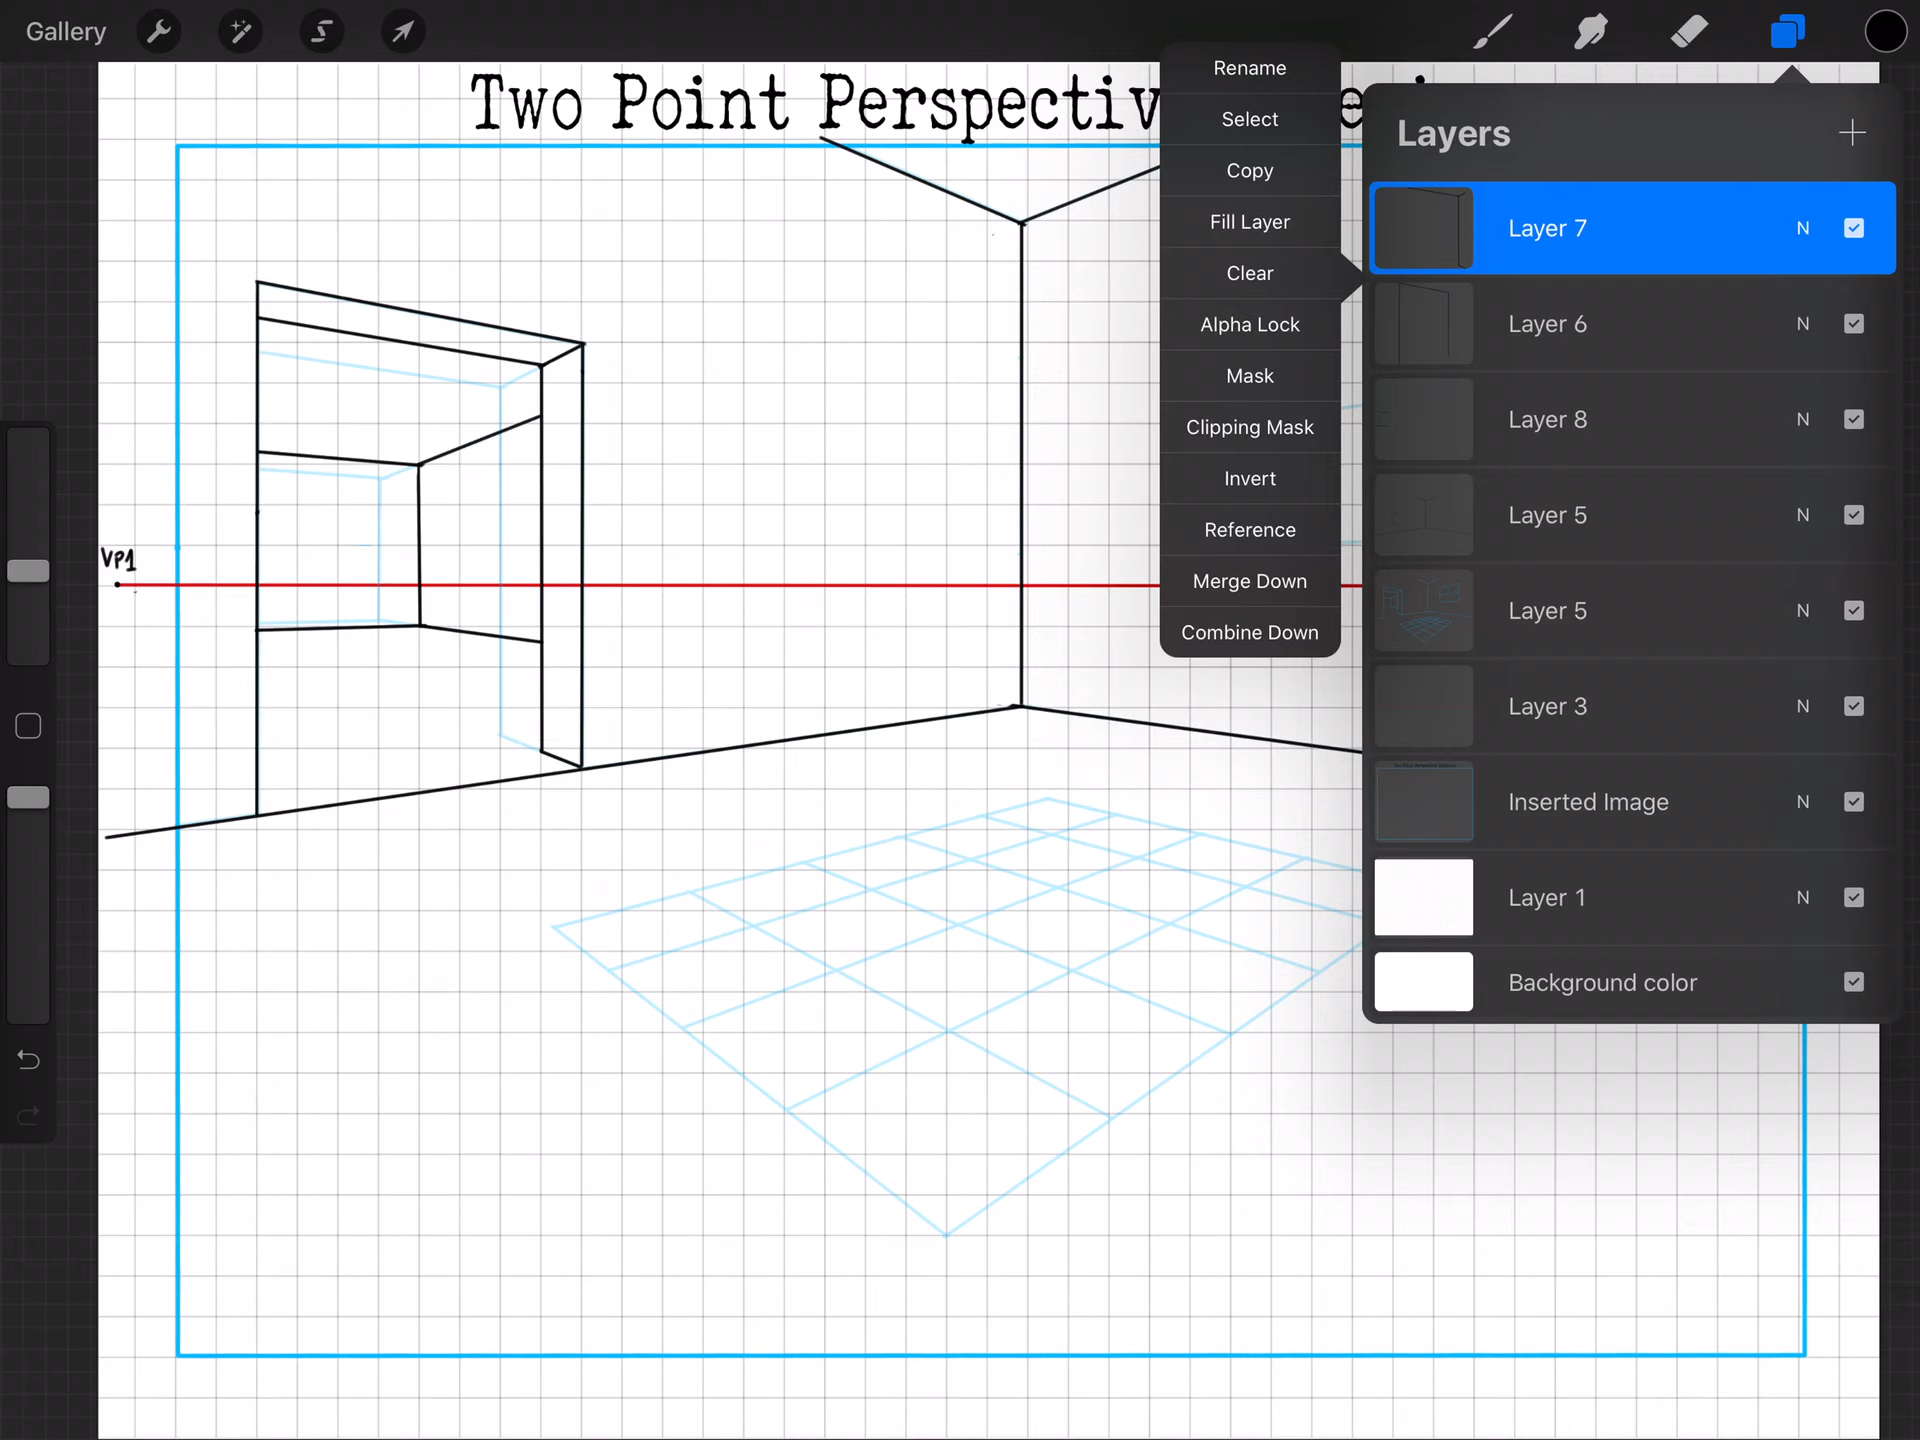 Gallery
Two Point Perspectiv
VP1
Rename
Select
Copy
Fill Layer
Clear
Alpha Lock
Mask
Clipping Mask
Invert
Reference
Merge Down
Combine Down
Layers
Layer 7 N
Layer 6 N
Layer 8 N
Layer 5 N
Layer 5 N
Layer 3 N
Inserted Image N
Layer 1 N
Background color